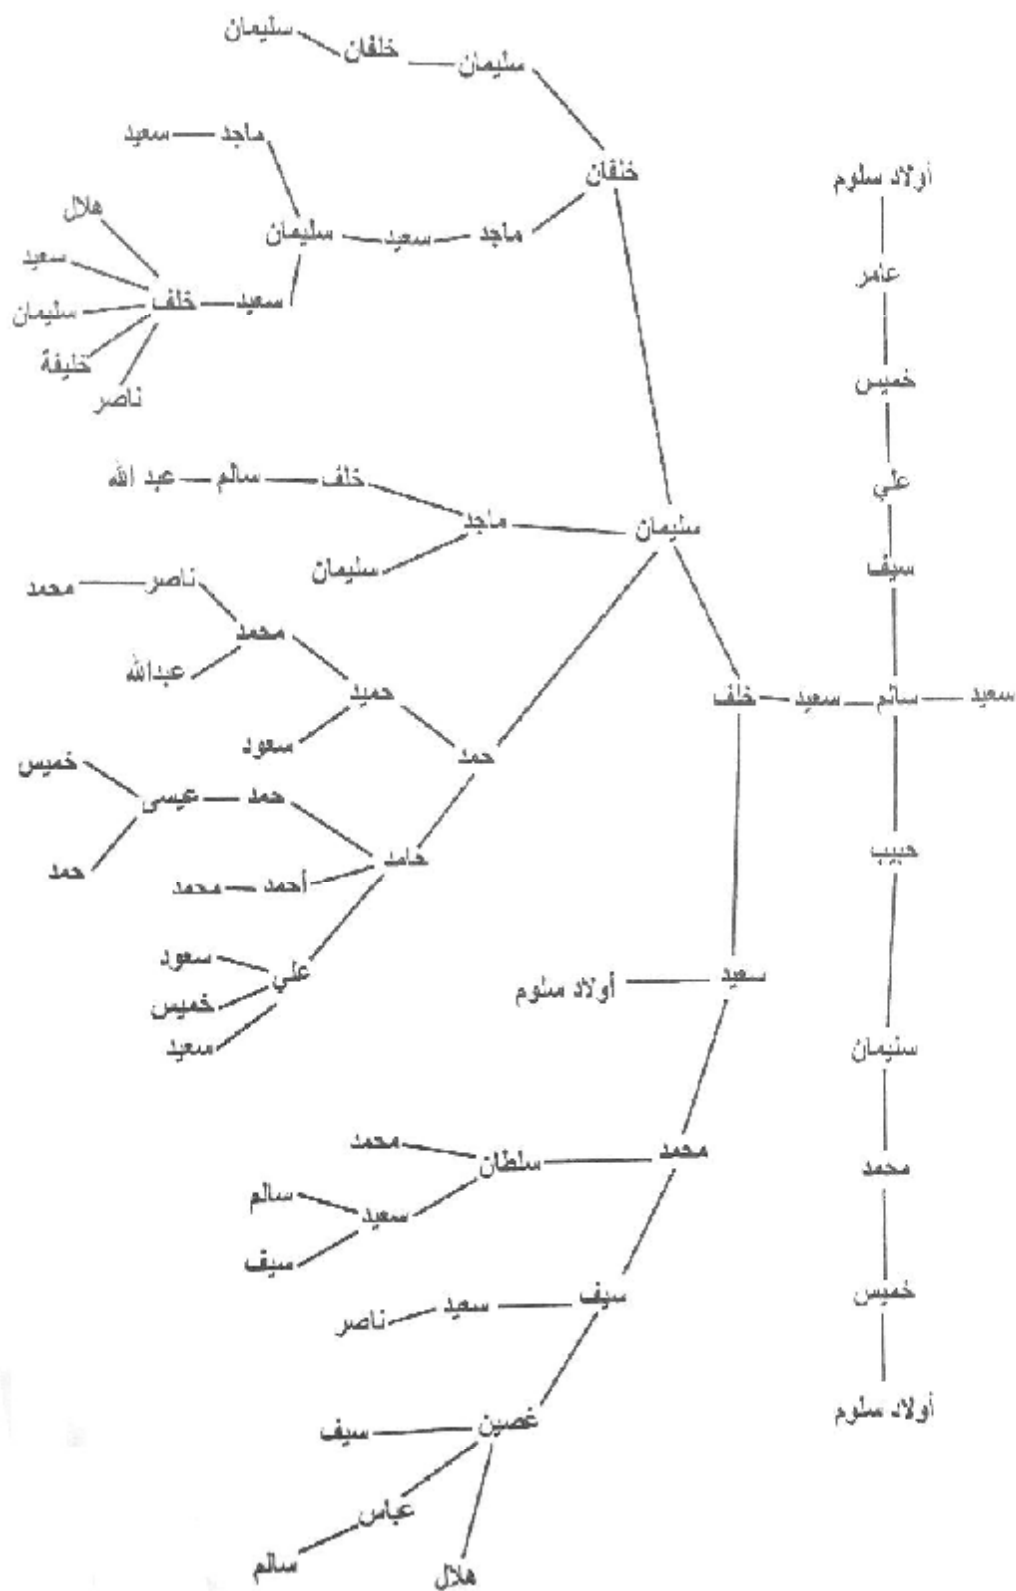 سليمان خلفان سليمان
سعيد ماجد
خلفان
أولاد سلوم
هلال
سليمان سعيد ماجد
سعيد
عامر
سليمان خلف سعيد
خليفة
ناصر
خميس
عبد الله سالم خلف
علي
ماجد
سليمان
سليمان
سيف
محمد ناصر
محمد
عبدالله
حميد
خلف سعيد سالم سعيد
سعود
حمد
خميس
عيسى حمد
حمد
حامد
محمد أحمد
حبيب
سعود
علي
خميس
سعيد
أولاد سلوم
سعيد
سليمان
محمد
سلطان
محمد
محمد
سالم
سعيد
سيف
ناصر سعيد سيف
خميس
سيف
غصين
أولاد سلوم
عباس
سالم
هلال